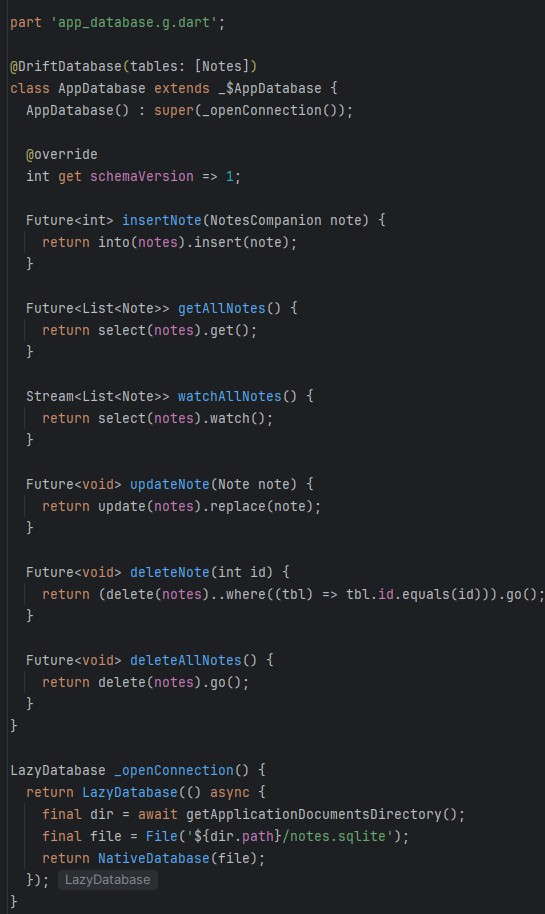 part 'app_database.g.dart';
@DriftDatabase(tables: [Notes])
class AppDatabase extends _$AppDatabase {
  AppDatabase() : super(_openConnection());
  @override
  int get schemaVersion => 1;
  Future<int> insertNote(NotesCompanion note) {
    return into(notes).insert(note);
  }
  Future<List<Note>> getAllNotes() {
    return select(notes).get();
  }
  Stream<List<Note>> watchAllNotes() {
    return select(notes).watch();
  }
  Future<void> updateNote(Note note) {
    return update(notes).replace(note);
  }
  Future<void> deleteNote(int id) {
    return (delete(notes)..where((tbl) => tbl.id.equals(id))).go();
  }
  Future<void> deleteAllNotes() {
    return delete(notes).go();
  }
}
LazyDatabase _openConnection() {
  return LazyDatabase(() async {
    final dir = await getApplicationDocumentsDirectory();
    final file = File('${dir.path}/notes.sqlite');
    return NativeDatabase(file);
  }); LazyDatabase
}